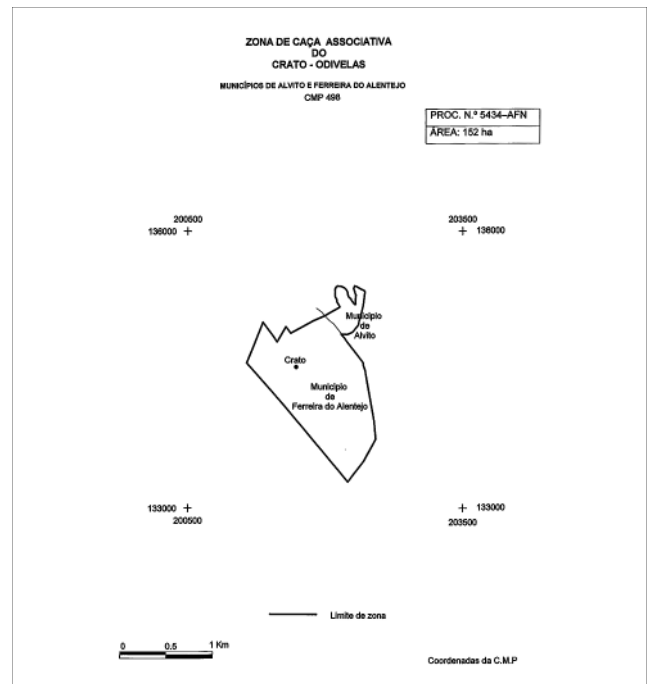 ZONA DE CAÇA ASSOCIATIVA
DO
CRATO - ODIVELAS
MUNICÍPIOS DE ALVITO E FERREIRA DO ALENTEJO
CMP 498
PROC. N.º 5434–AFN
ÁREA: 152 ha
200500
136000
203500
136000
Município
de
Alvito
Crato
Município
de
Ferreira do Alentejo
133000
200500
133000
203500
Limite de zona
0 0.5 1 Km
Coordenadas da C.M.P